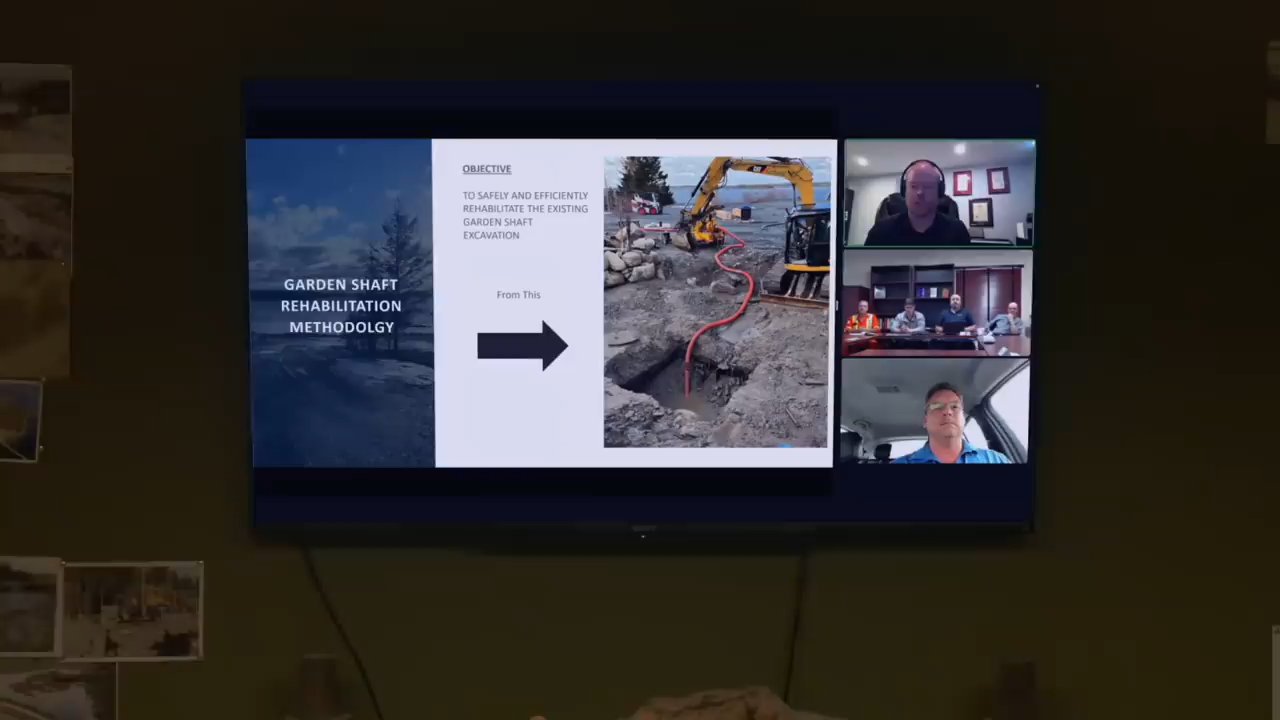 GARDEN SHAFT
REHABILITATION
METHODOLGY
OBJECTIVE
TO SAFELY AND EFFICIENTLY
REHABILITATE THE EXISTING
GARDEN SHAFT
EXCAVATION
From This